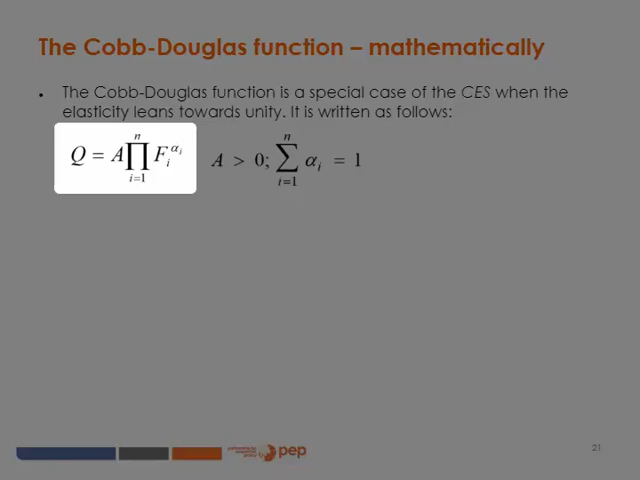 The Cobb-Douglas function – mathematically
• The Cobb-Douglas function is a special case of the CES when the
elasticity leans towards unity. It is written as follows:
Q = A ∏_{i=1}^{n} F_i^{α_i}   A > 0; ∑_{i=1}^{n} α_i = 1
pep
21